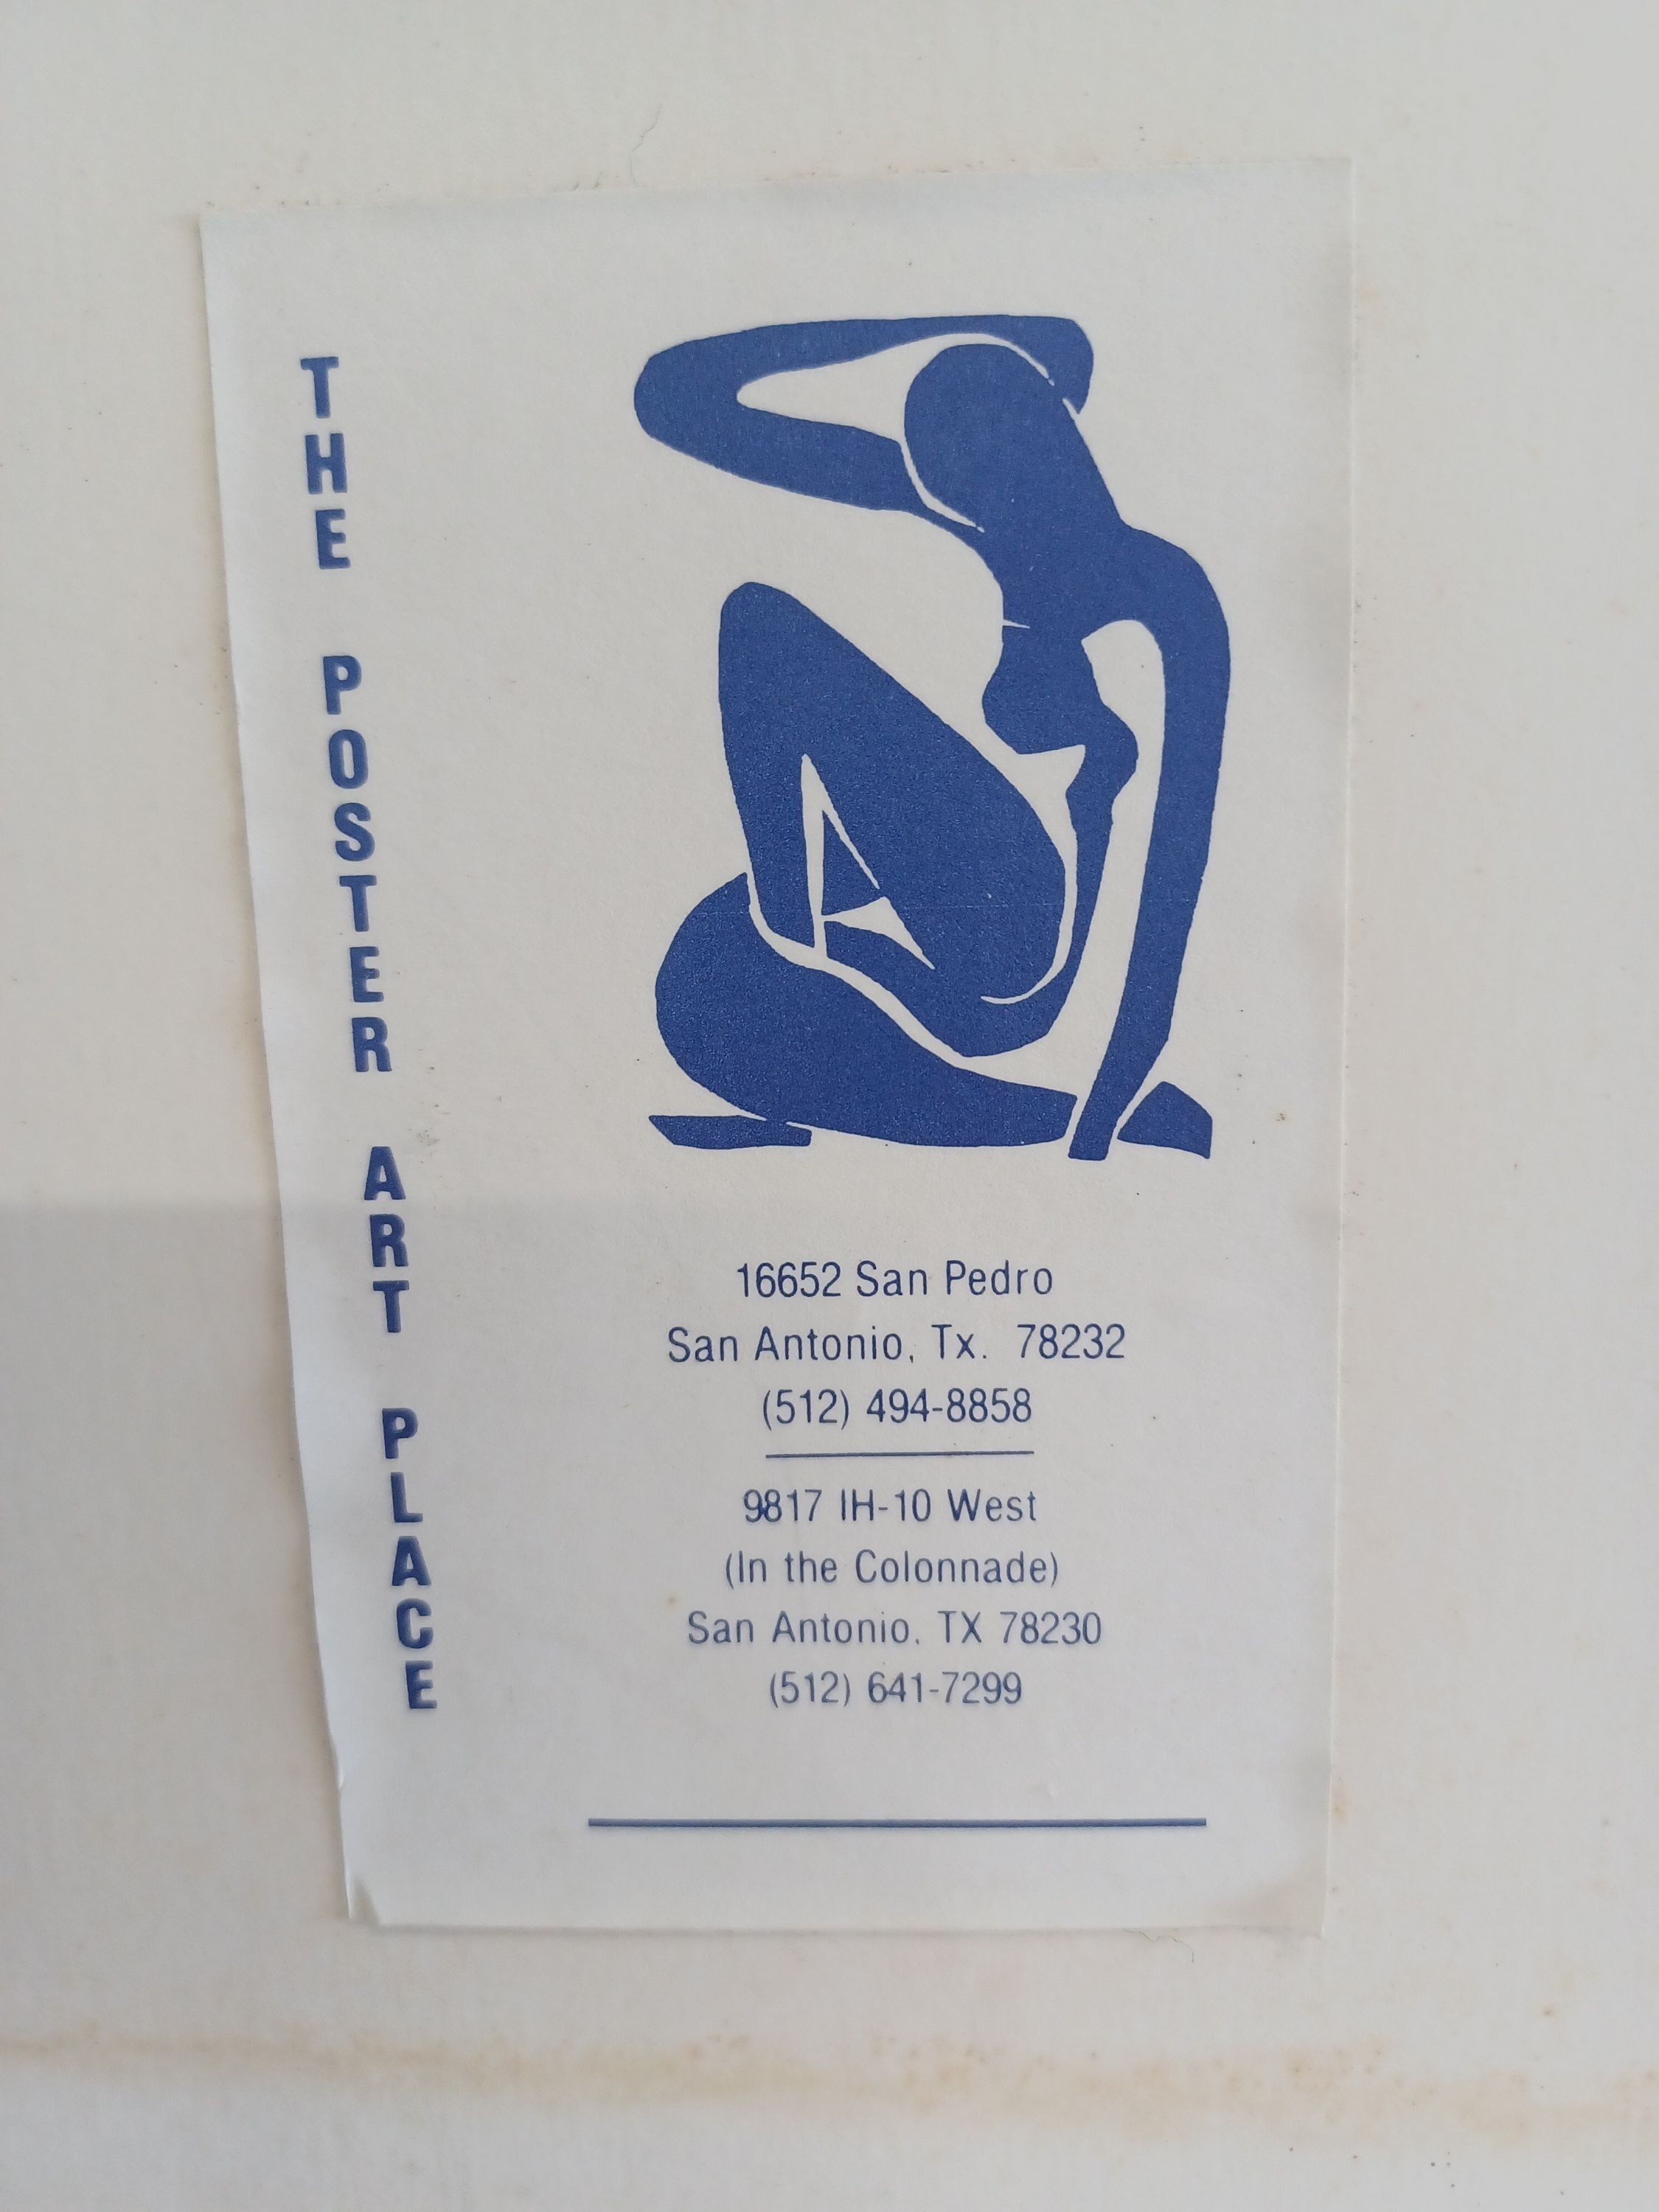 THE POSTER ART PLACE
16652 San Pedro
San Antonio, Tx. 78232
(512) 494-8858
9817 IH-10 West
(In the Colonnade)
San Antonio, TX 78230
(512) 641-7299